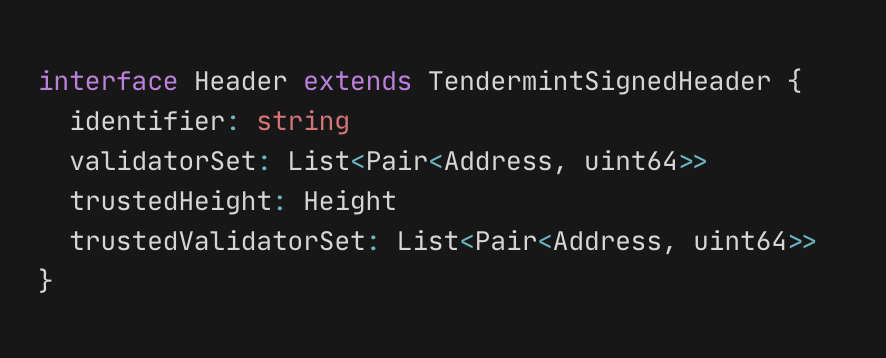 interface Header extends TendermintSignedHeader {
  identifier: string
  validatorSet: List<Pair<Address, uint64>>
  trustedHeight: Height
  trustedValidatorSet: List<Pair<Address, uint64>>
}